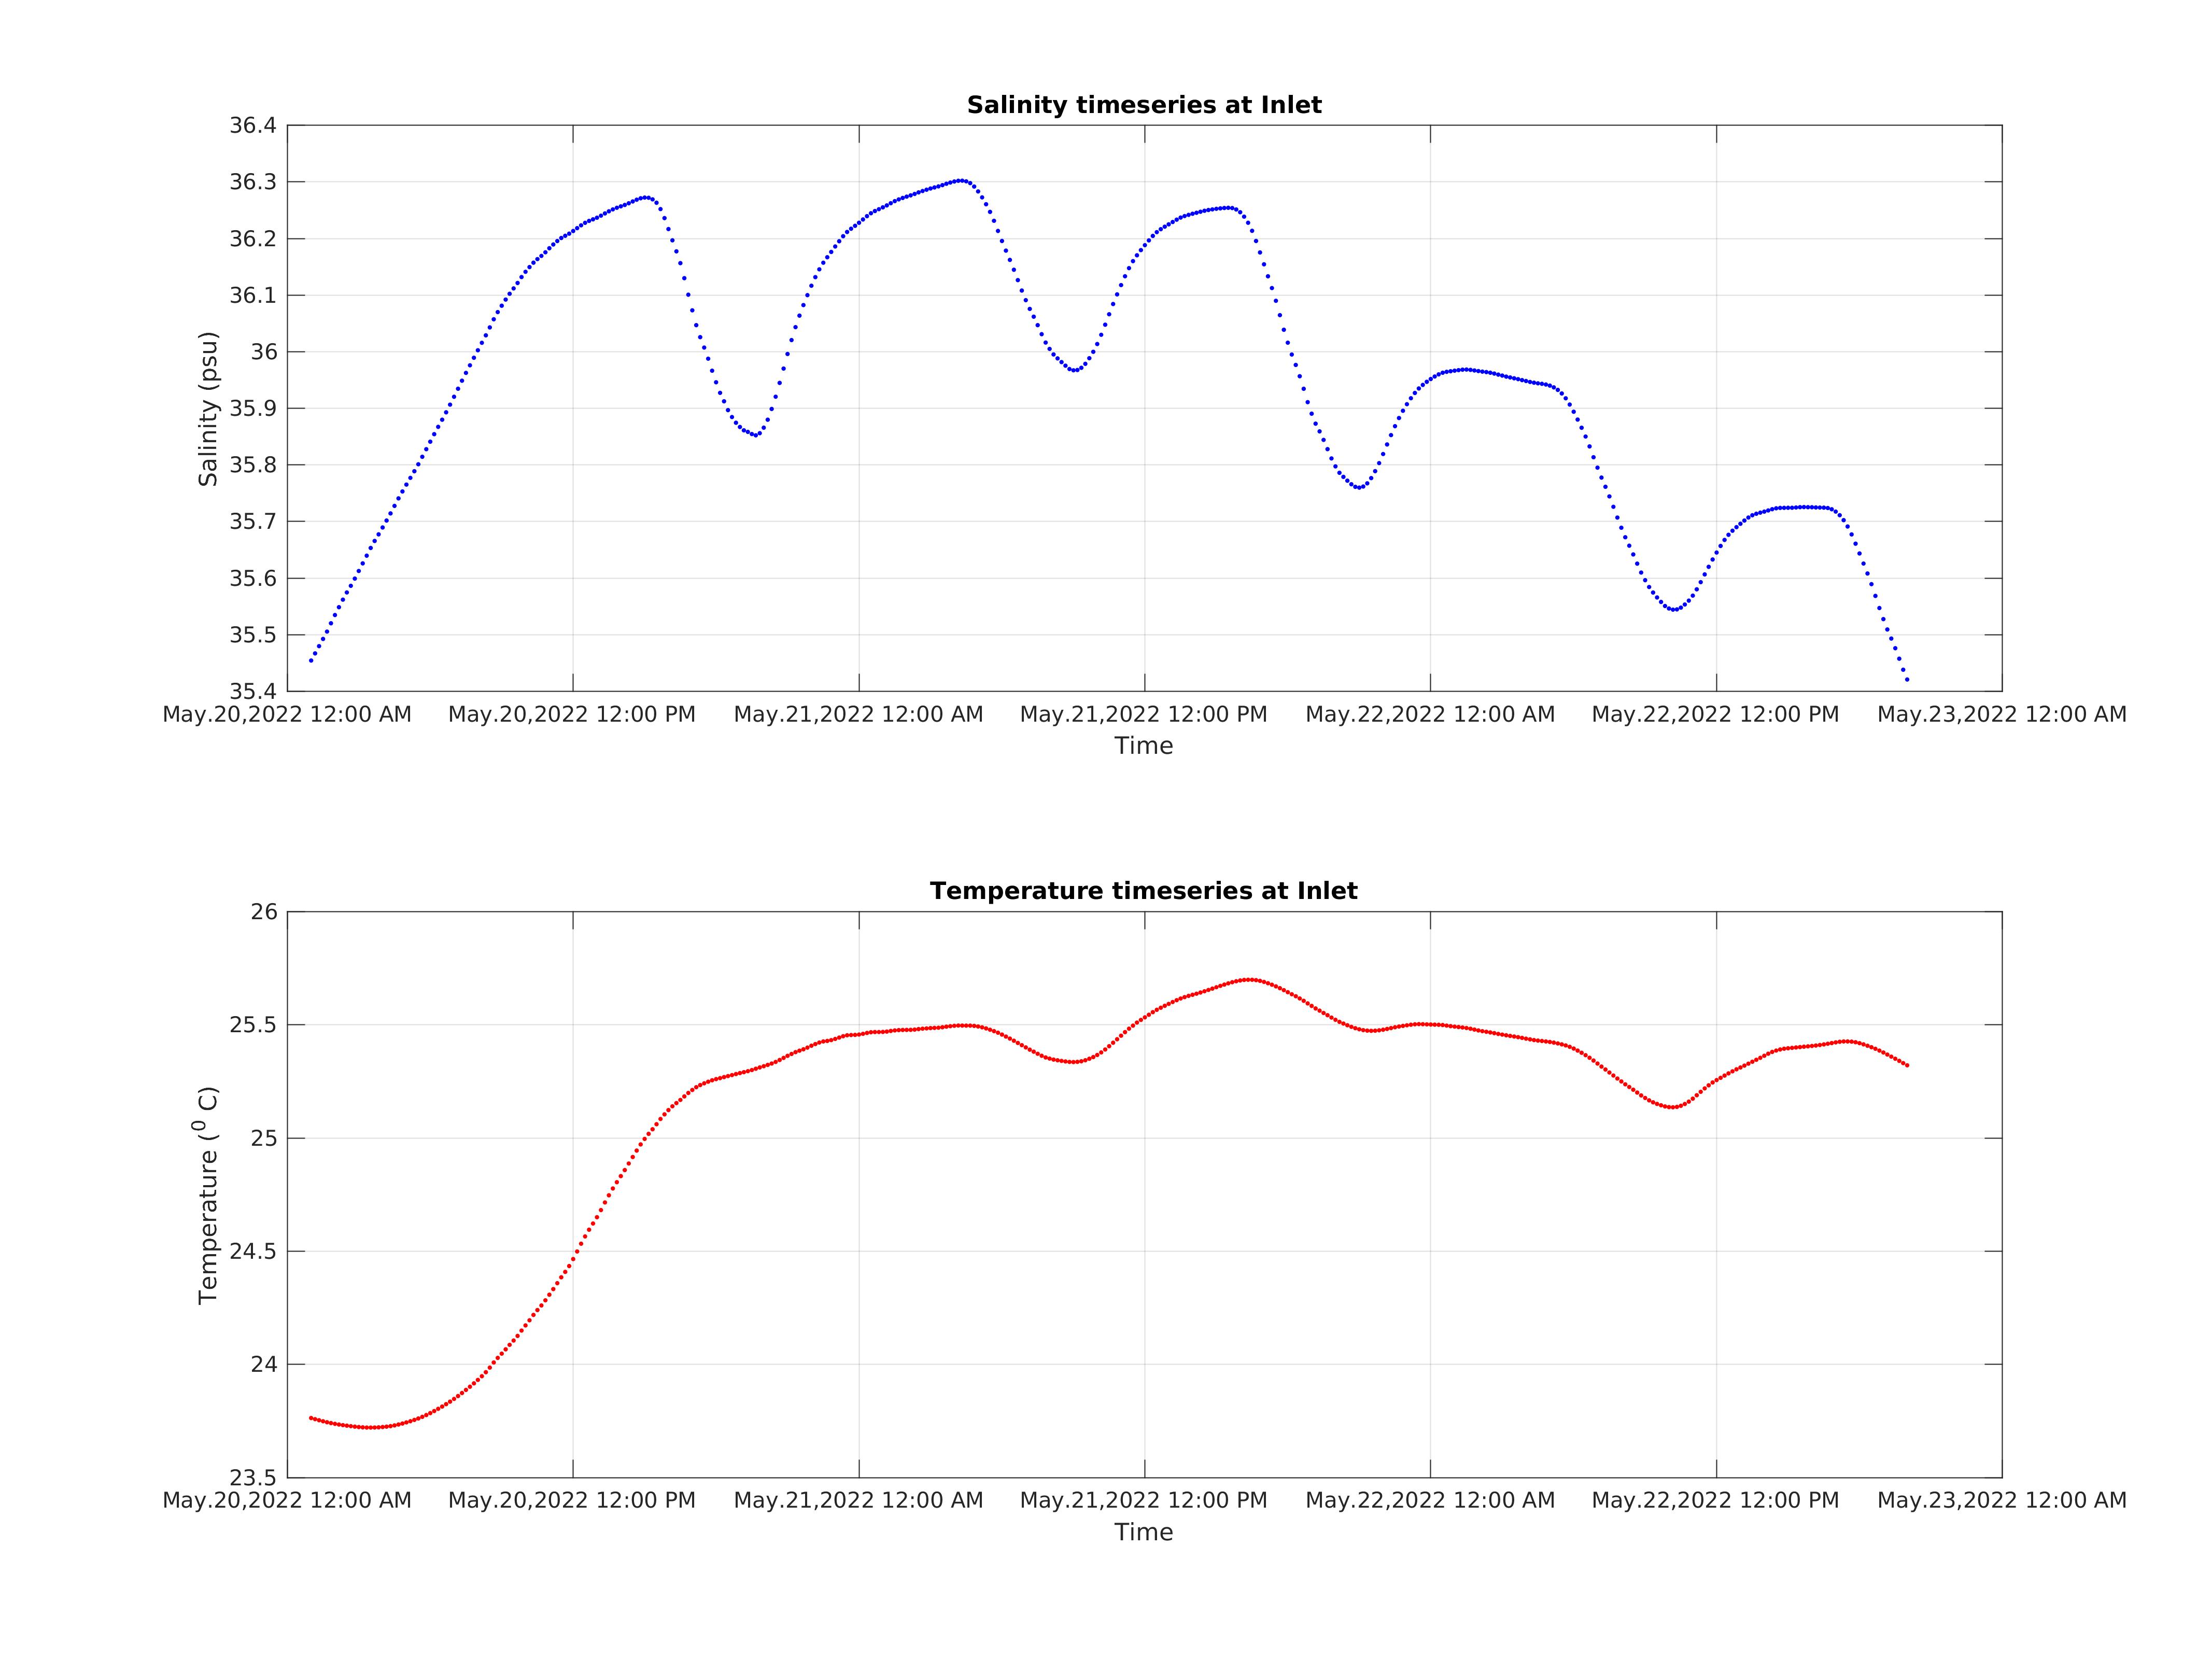 Salinity timeseries at Inlet
36.4
36.3
36.2
36.1
36
35.9
35.8
35.7
35.6
35.5
35.4
Salinity (psu)
May.20,2022 12:00 AM May.20,2022 12:00 PM May.21,2022 12:00 AM May.21,2022 12:00 PM May.22,2022 12:00 AM May.22,2022 12:00 PM May.23,2022 12:00 AM
Time
Temperature timeseries at Inlet
26
25.5
25
24.5
24
23.5
Temperature (⁰ C)
May.20,2022 12:00 AM May.20,2022 12:00 PM May.21,2022 12:00 AM May.21,2022 12:00 PM May.22,2022 12:00 AM May.22,2022 12:00 PM May.23,2022 12:00 AM
Time